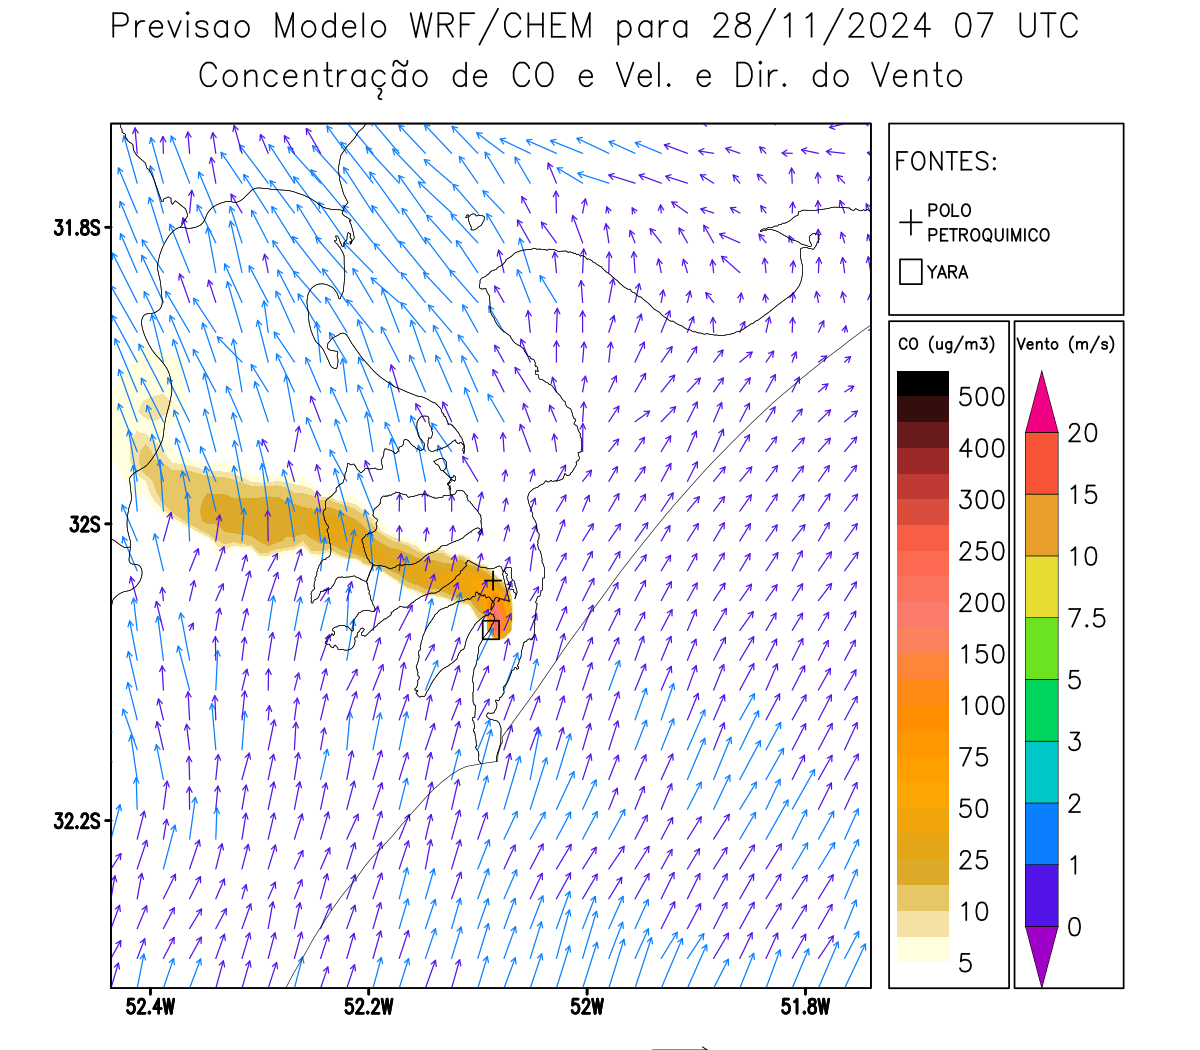 Previsao Modelo WRF/CHEM para 28/11/2024 07 UTC
Concentração de CO e Vel. e Dir. do Vento
FONTES:
POLO
PETROQUIMICO
YARA
CO (ug/m3)
500
400
300
250
200
150
100
75
50
25
10
5
Vento (m/s)
20
15
10
7.5
5
3
2
1
0
31.8S
32S
32.2S
52.4W
52.2W
52W
51.8W